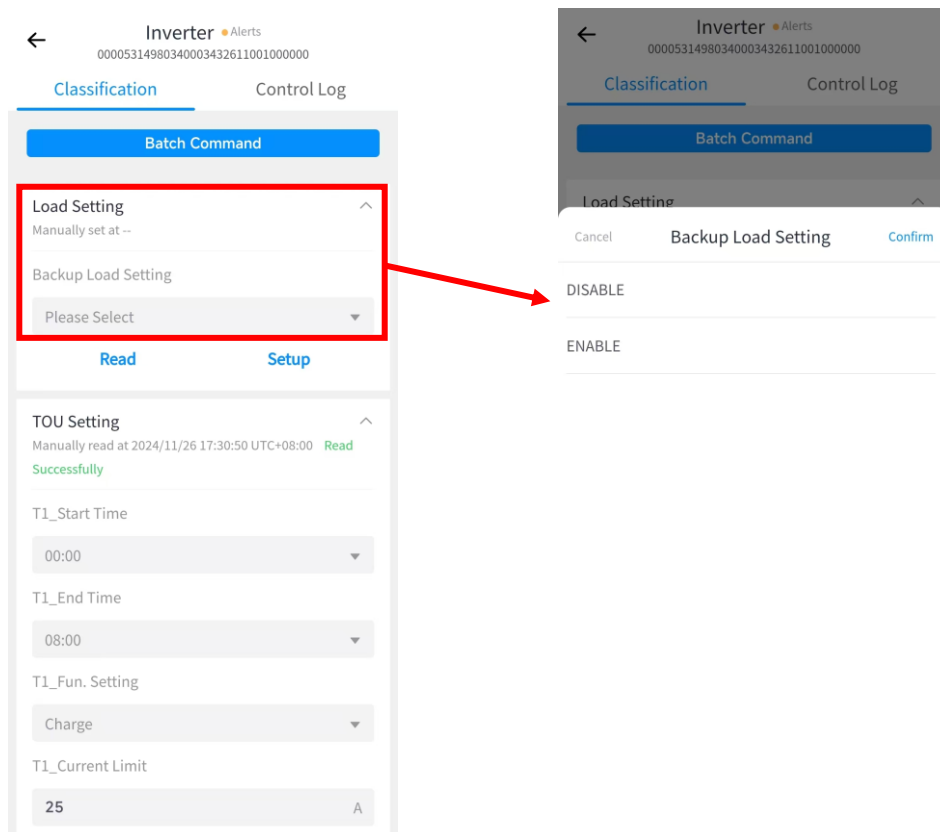 Inverter Alerts
00005314980340003432611001000000
Classification Control Log
Batch Command
Load Setting
Manually set at --
Backup Load Setting
Please Select
Read Setup
TOU Setting
Manually read at 2024/11/26 17:30:50 UTC+08:00 Read
Successfully
T1_Start Time
00:00
T1_End Time
08:00
T1_Fun. Setting
Charge
T1_Current Limit
25 A
Inverter Alerts
00005314980340003432611001000000
Classification Control Log
Batch Command
Load Setting
Cancel Backup Load Setting Confirm
DISABLE
ENABLE